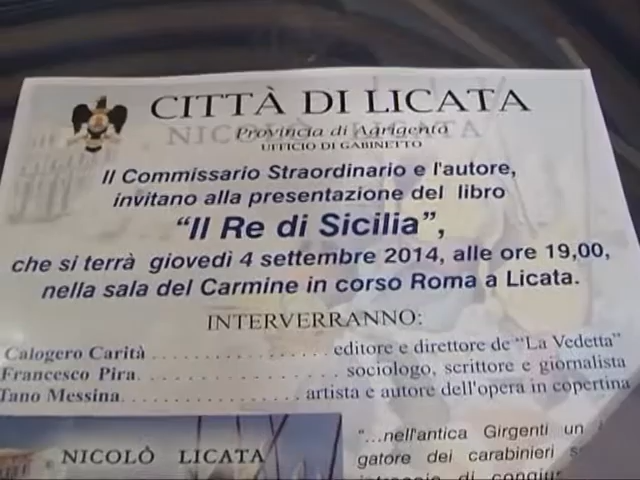 CITTÀ DI LICATA
Provincia di Agrigento
UFFICIO DI GABINETTO
Il Commissario Straordinario e l'autore,
invitano alla presentazione del libro
"Il Re di Sicilia",
che si terrà giovedì 4 settembre 2014, alle ore 19,00,
nella sala del Carmine in corso Roma a Licata.
INTERVERRANNO:
Calogero Carità . . . . . . . . . . . . . . . . . . . . editore e direttore de "La Vedetta"
Francesco Pira. . . . . . . . . . . . . . . . . . . . . . sociologo, scrittore e giornalista
Tano Messina. . . . . . . . . . . . . . . . . . . . artista e autore dell'opera in copertina
NICOLÒ LICATA
"...nell'antica Girgenti un
gatore dei carabinieri
di